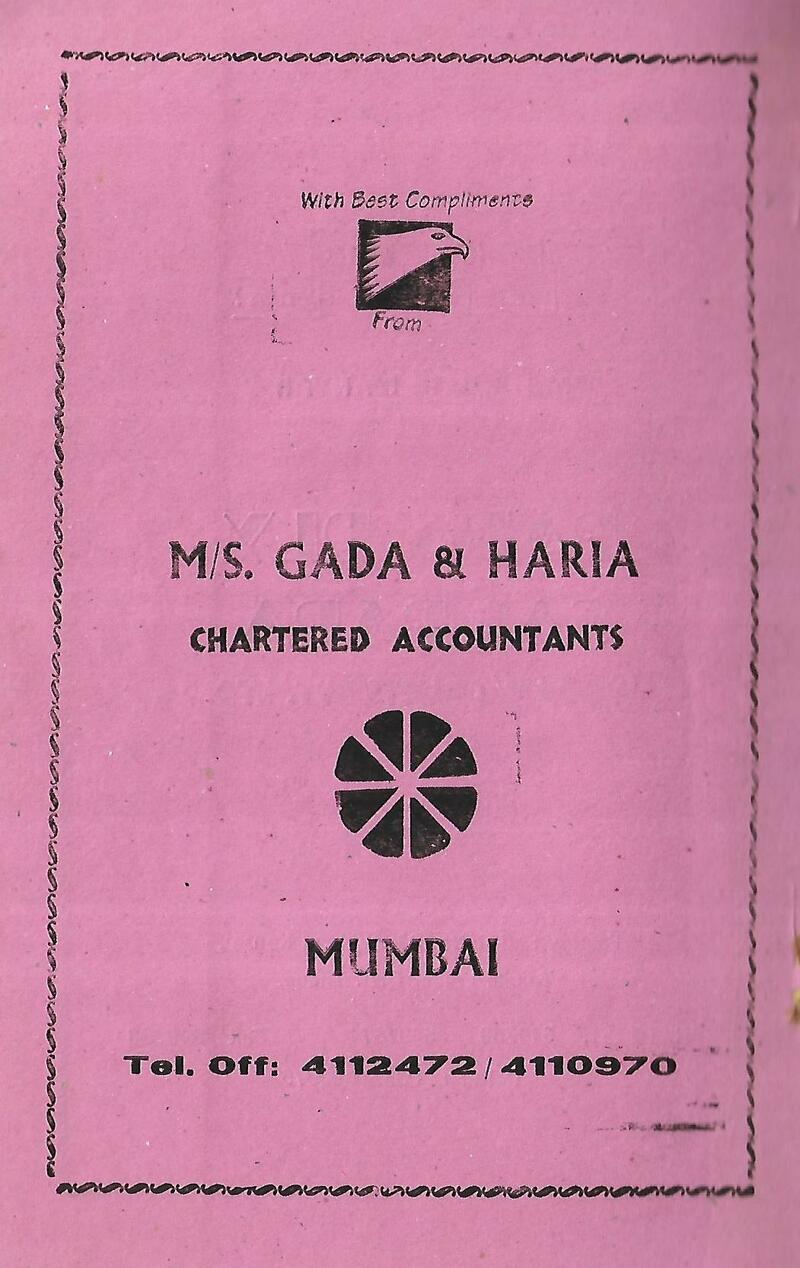 With Best Compliments
From
M/S. GADA & HARIA
CHARTERED ACCOUNTANTS
MUMBAI
Tel. Off: 4112472/4110970